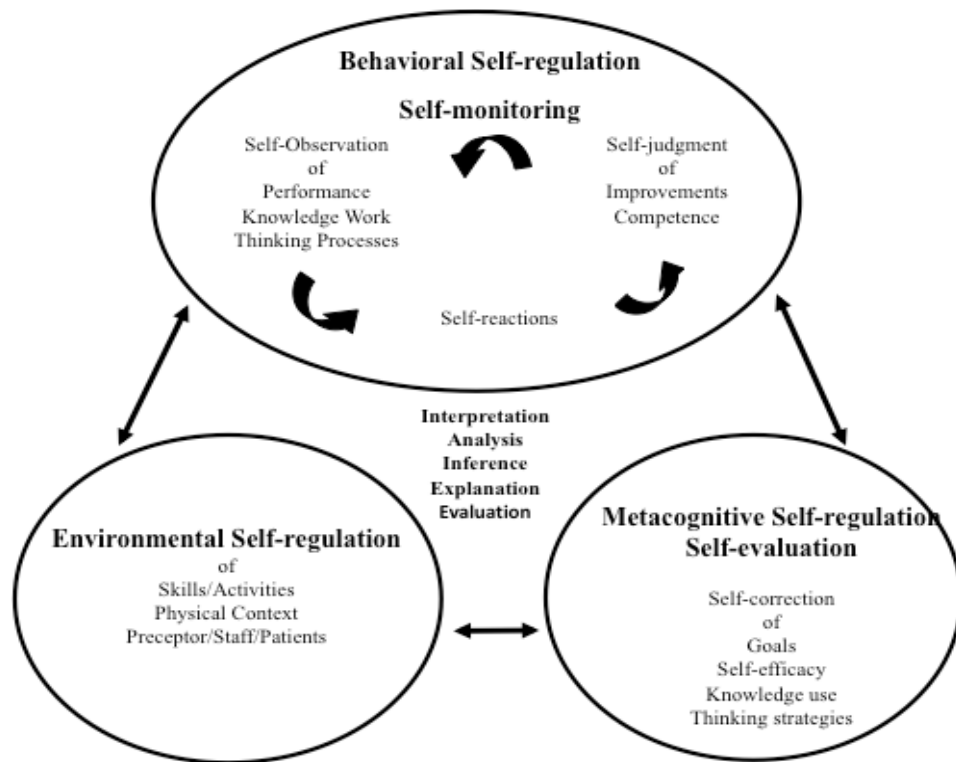 Behavioral Self-regulation
Self-monitoring
Self-Observation
of
Performance
Knowledge Work
Thinking Processes
Self-judgment
of
Improvements
Competence
Self-reactions
Interpretation
Analysis
Inference
Explanation
Evaluation
Environmental Self-regulation
of
Skills/Activities
Physical Context
Preceptor/Staff/Patients
Metacognitive Self-regulation
Self-evaluation
Self-correction
of
Goals
Self-efficacy
Knowledge use
Thinking strategies